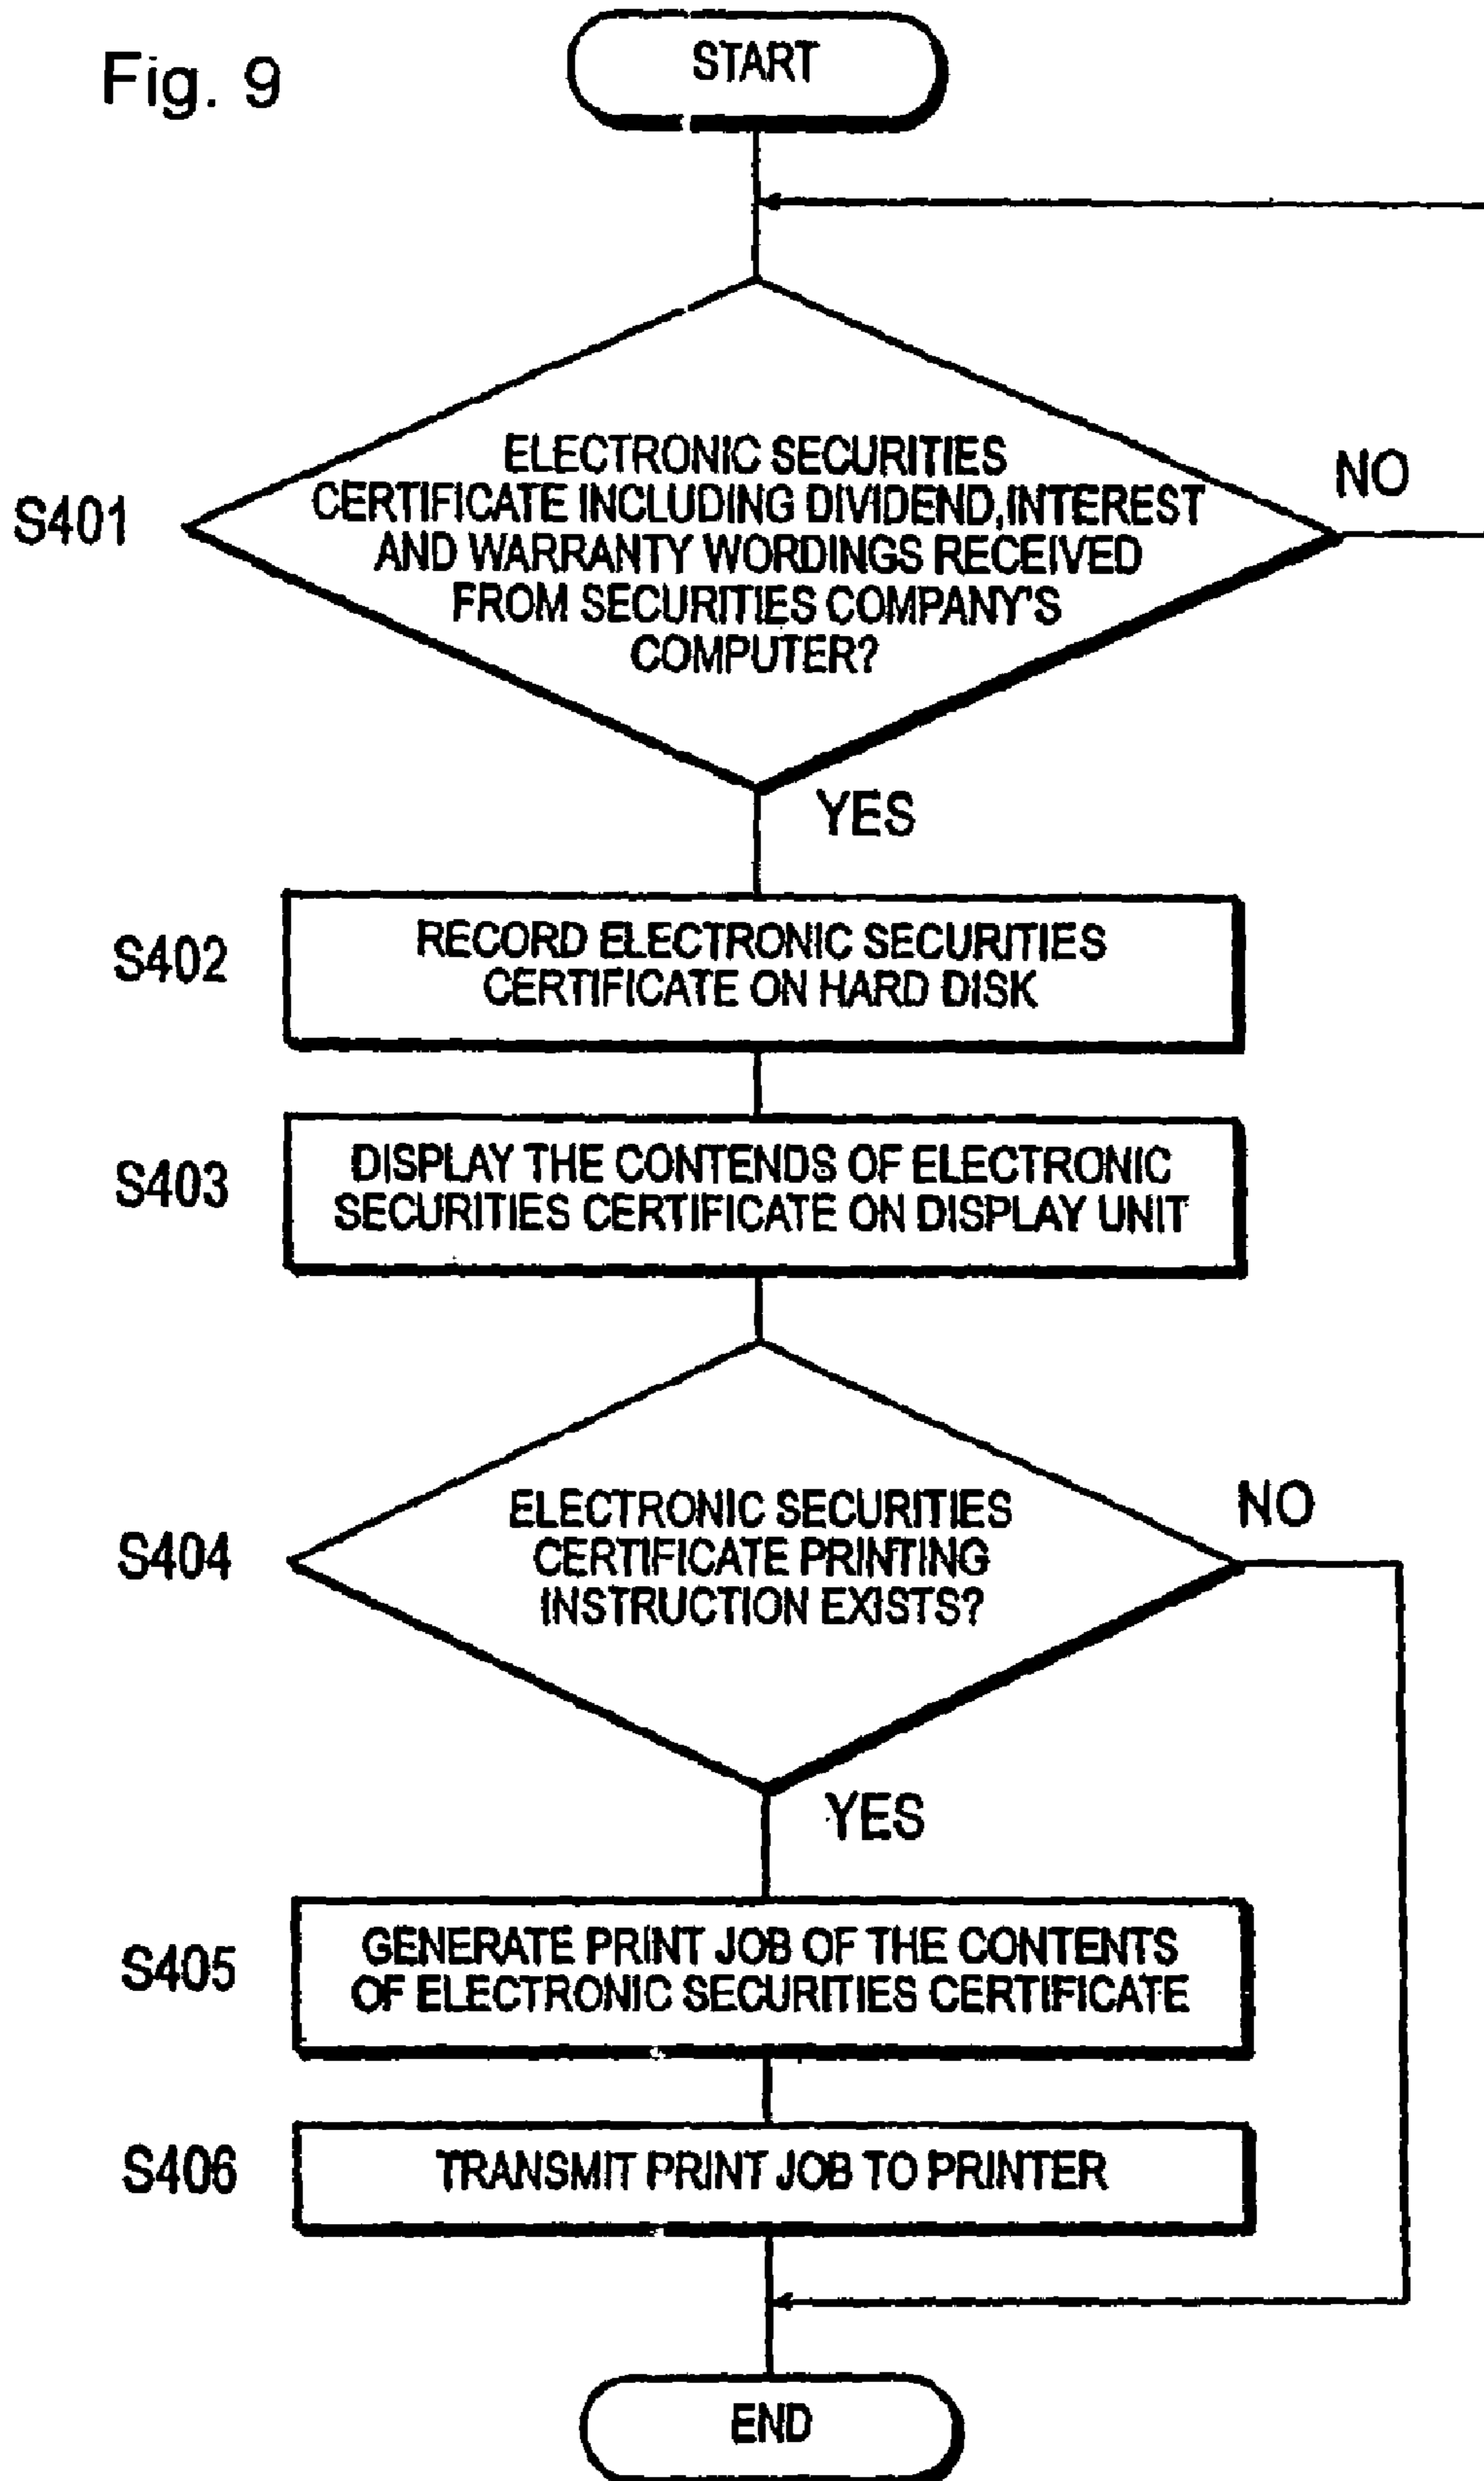 Fig. 9
START
S401
ELECTRONIC SECURITIES
CERTIFICATE INCLUDING DIVIDEND,INTEREST
AND WARRANTY WORDINGS RECEIVED
FROM SECURITIES COMPANY'S
COMPUTER?
NO
YES
S402
RECORD ELECTRONIC SECURITIES
CERTIFICATE ON HARD DISK
S403
DISPLAY THE CONTENDS OF ELECTRONIC
SECURITIES CERTIFICATE ON DISPLAY UNIT
S404
ELECTRONIC SECURITIES
CERTIFICATE PRINTING
INSTRUCTION EXISTS?
NO
YES
S405
GENERATE PRINT JOB OF THE CONTENTS
OF ELECTRONIC SECURITIES CERTIFICATE
S406
TRANSMIT PRINT JOB TO PRINTER
END